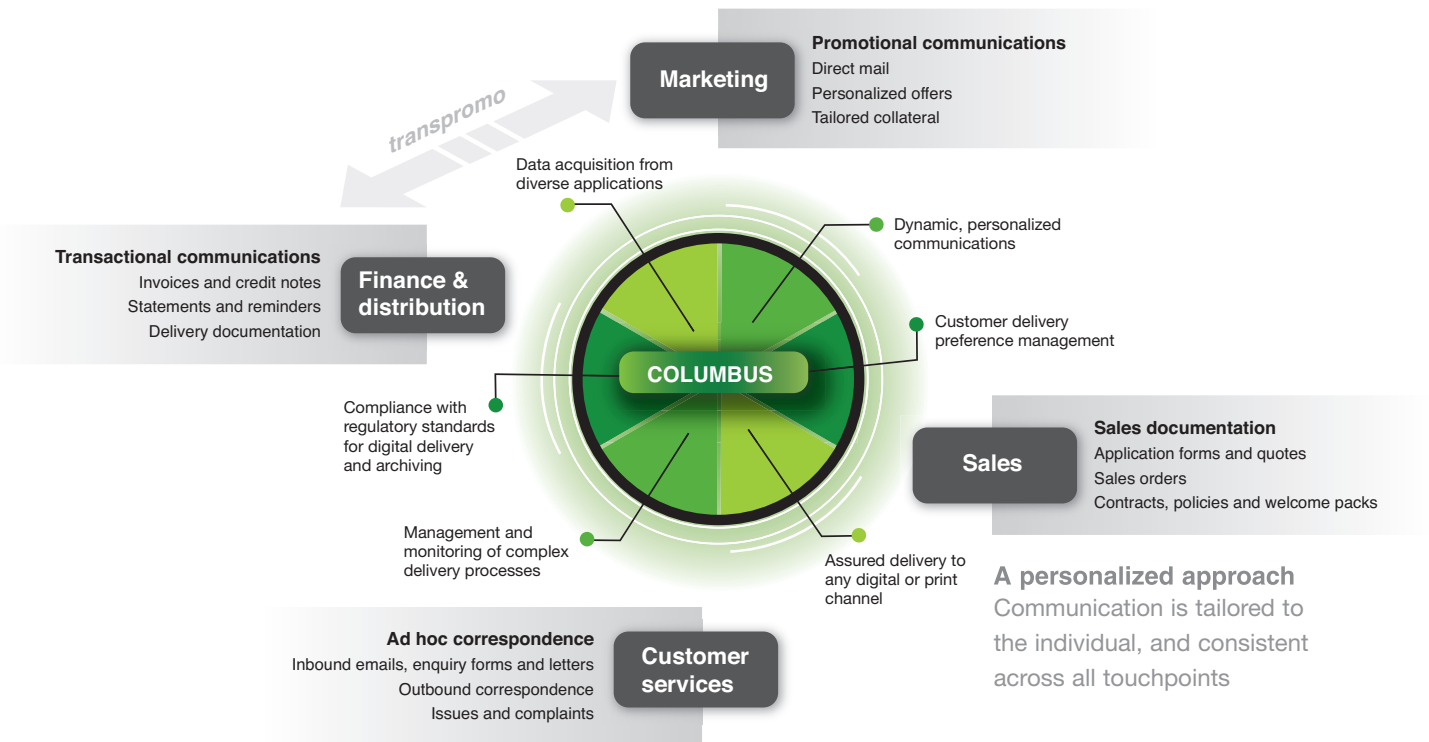 Marketing
Promotional communications
Direct mail
Personalized offers
Tailored collateral
transpromo
Data acquisition from
diverse applications
Dynamic, personalized
communications
Transactional communications
Invoices and credit notes
Statements and reminders
Delivery documentation
Finance &
distribution
Customer delivery
preference management
COLUMBUS
Compliance with
regulatory standards
for digital delivery
and archiving
Sales
Sales documentation
Application forms and quotes
Sales orders
Contracts, policies and welcome packs
Management and
monitoring of complex
delivery processes
Assured delivery to
any digital or print
channel
A personalized approach
Communication is tailored to
the individual, and consistent
across all touchpoints
Ad hoc correspondence
Inbound emails, enquiry forms and letters
Outbound correspondence
Issues and complaints
Customer
services